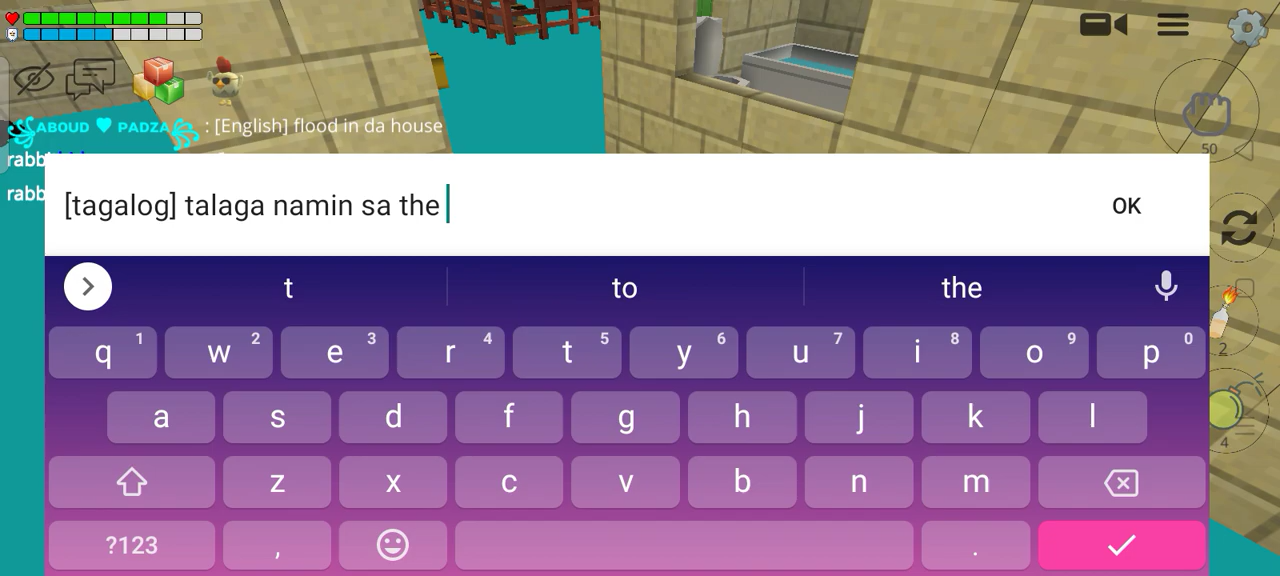 ABOUD ♥ PADZA : [English] flood in da house
rabb
rabb
50
[tagalog] talaga namin sa the
OK
t to the
q 1 w 2 e 3 r 4 t 5 y 6 u 7 i 8 o 9 p 0
2
a s d f g h j k l
4
z x c v b n m
?123 , .